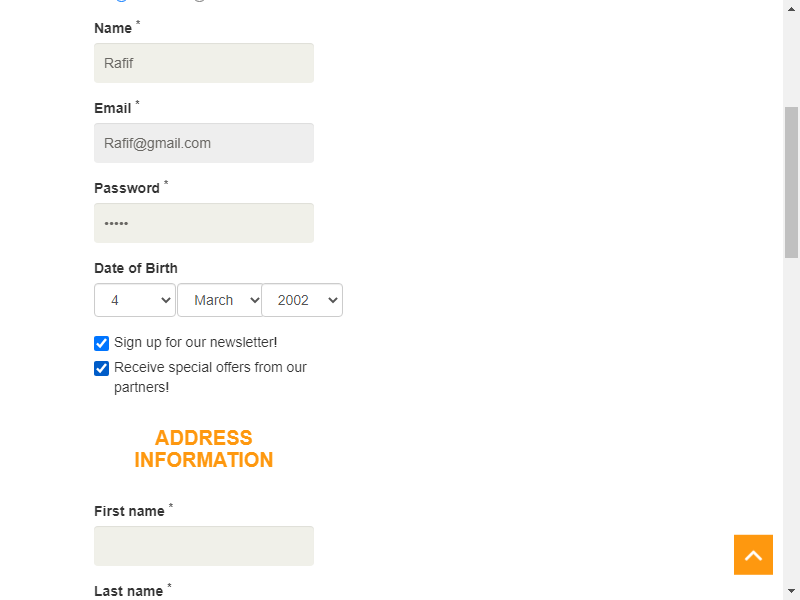 Name *
Rafif
Email *
Rafif@gmail.com
Password *
•••••
Date of Birth
4 March 2002
Sign up for our newsletter!
Receive special offers from our
partners!
ADDRESS
INFORMATION
First name *
Last name *